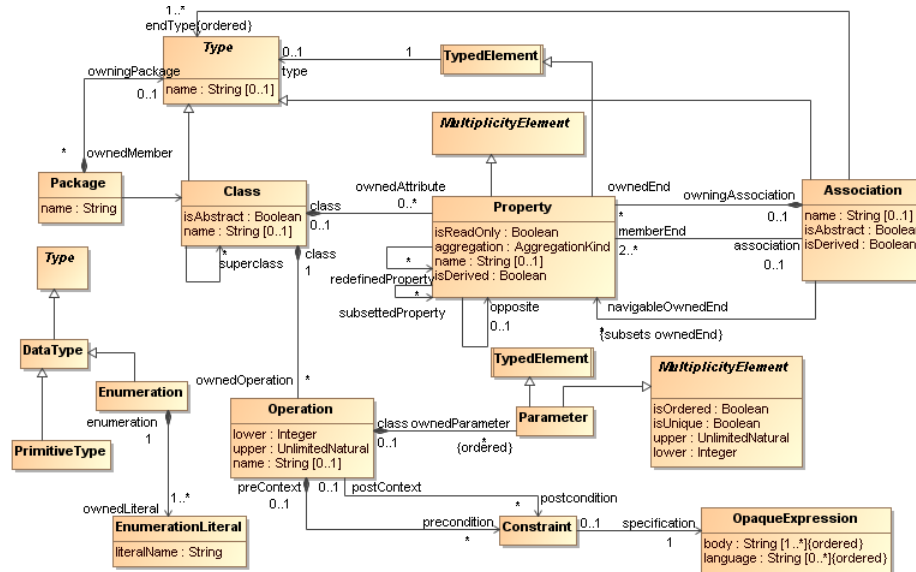 1..*
endType{ordered}
Type
name : String [0..1]
0..1
type
1
TypedElement
owningPackage
0..1
*
ownedMember
Package
name : String
MultiplicityElement
Class
isAbstract : Boolean
name : String [0..1]
*
superclass
class
0..1
ownedAttribute
0..*
class
1
Property
isReadOnly : Boolean
aggregation : AggregationKind
name : String [0..1]
isDerived : Boolean
*
redefinedProperty
*
subsettedProperty
opposite
0..1
ownedEnd
*
owningAssociation
0..1
memberEnd
2..*
association
0..1
navigableOwnedEnd
*
{subsets ownedEnd}
Association
name : String [0..1]
isAbstract : Boolean
isDerived : Boolean
Type
DataType
Enumeration
enumeration
1
PrimitiveType
1..*
ownedLiteral
EnumerationLiteral
literalName : String
ownedOperation
*
Operation
lower : Integer
upper : UnlimitedNatural
name : String [0..1]
class
0..1
ownedParameter
*
{ordered}
TypedElement
Parameter
MultiplicityElement
isOrdered : Boolean
isUnique : Boolean
upper : UnlimitedNatural
lower : Integer
preContext
0..1
0..1
postContext
postcondition
*
precondition
*
Constraint
0..1
specification
1
OpaqueExpression
body : String [1..*]{ordered}
language : String [0..*]{ordered}